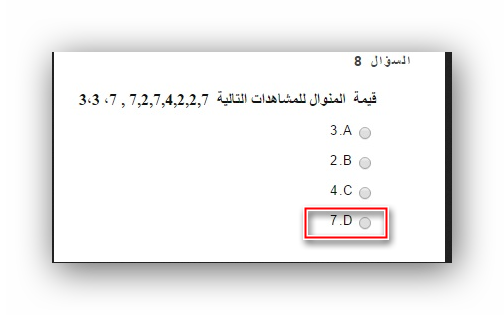 السؤال 8
قيمة المنوال للمشاهدات التالية 7,2,7,4,2,2,7 , 7، 3،3
3.A
2.B
4.C
7.D